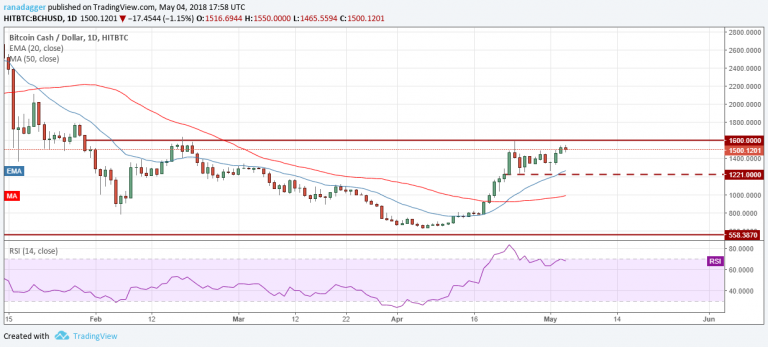 ranadagger published on TradingView.com, May 04, 2018 17:58 UTC
HITBTC:BCHUSD, 1D 1500.1201 ▼ −17.4544 (−1.15%) O:1516.6944 H:1550.0000 L:1465.5594 C:1500.1201
Bitcoin Cash / Dollar, 1D, HITBTC
EMA (20, close)
MA (50, close)
2800.0000
2600.0000
2400.0000
2200.0000
2000.0000
1800.0000
1600.0000
1500.1201
1400.0000
EMA
1221.0000
MA
1000.0000
800.0000
558.3870
RSI (14, close)
80.0000
RSI
60.0000
40.0000
15 Feb 12 Mar 12 22 Apr 16 May 14 Jun
Created with TradingView